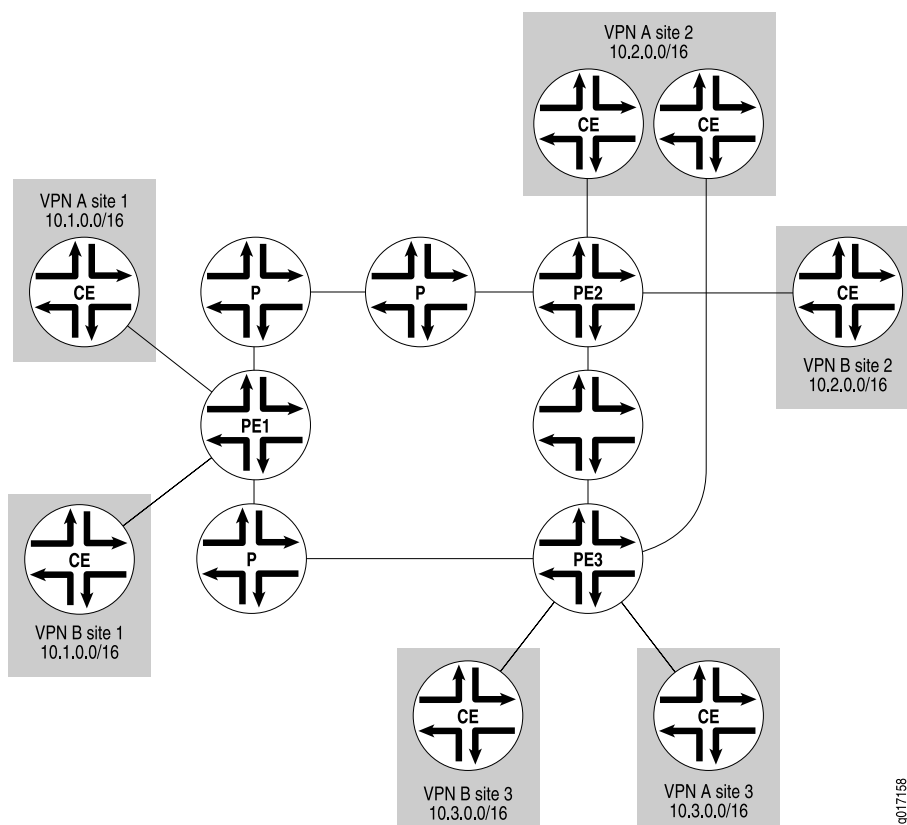 VPN A site 2
10.2.0.0/16
CE
CE
VPN A site 1
10.1.0.0/16
CE
P
P
PE2
CE
VPN B site 2
10.2.0.0/16
PE1
CE
VPN B site 1
10.1.0.0/16
P
PE3
CE
VPN B site 3
10.3.0.0/16
CE
VPN A site 3
10.3.0.0/16
g017158